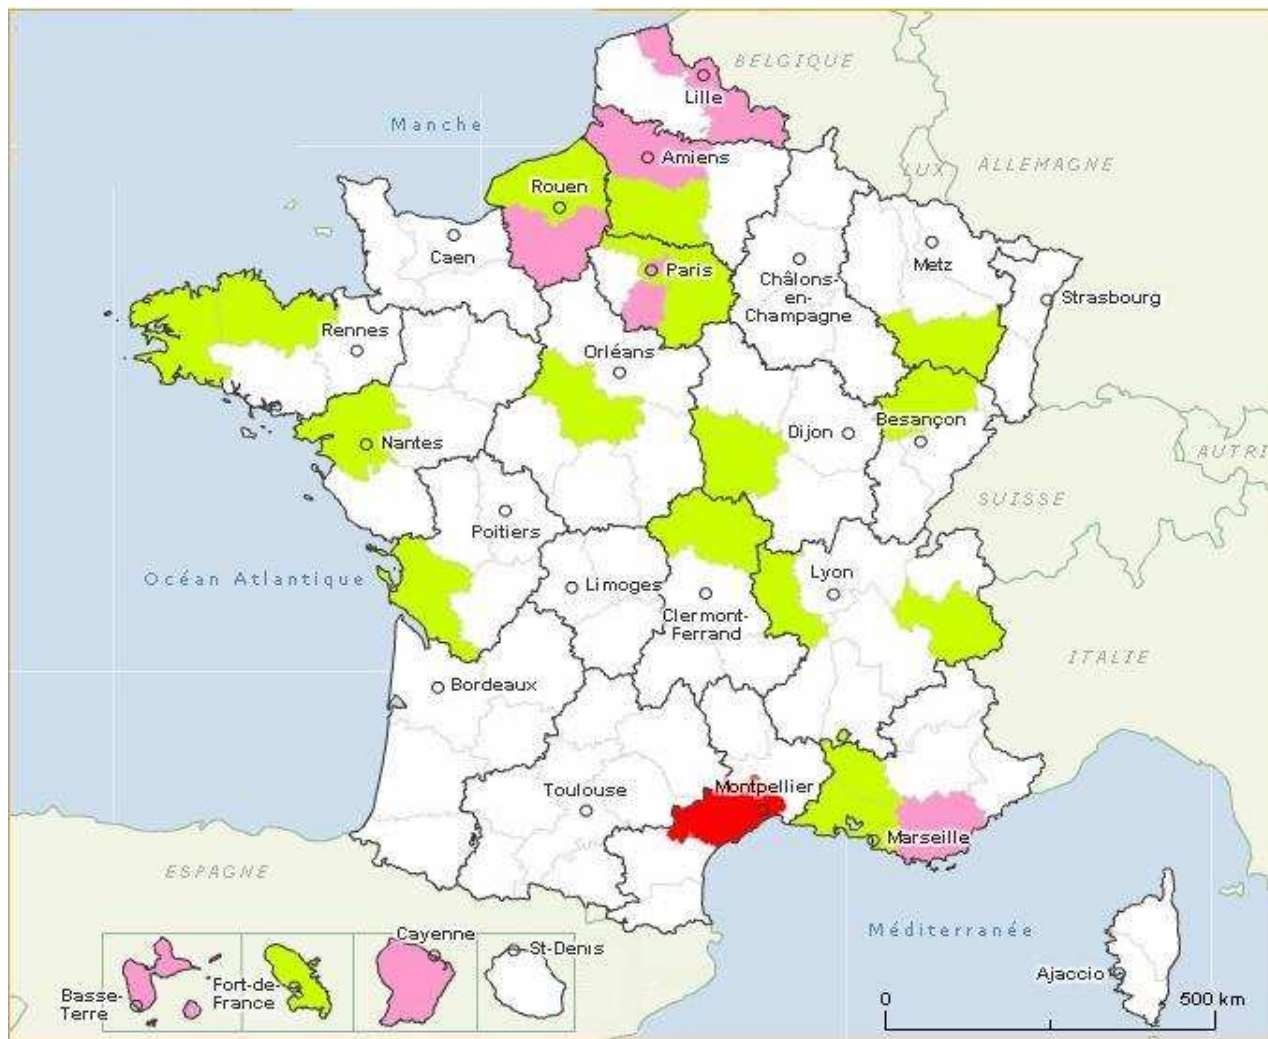 BELGIQUE
Lille
Manche
Amiens
ALLEMAGNE
LUX
Rouen
Caen
Paris
Metz
Châlons-
en-
Champagne
Strasbourg
Rennes
Orléans
Nantes
Dijon
Besançon
AUTRI
SUISSE
Poitiers
Océan Atlantique
Limoges
Lyon
Clermont-
Ferrand
ITALIE
Bordeaux
Toulouse
Montpellier
Marseille
ESPAGNE
Méditerranée
Cayenne
St-Denis
Basse-
Terre
Fort-de-
France
Ajaccio
0 500 km